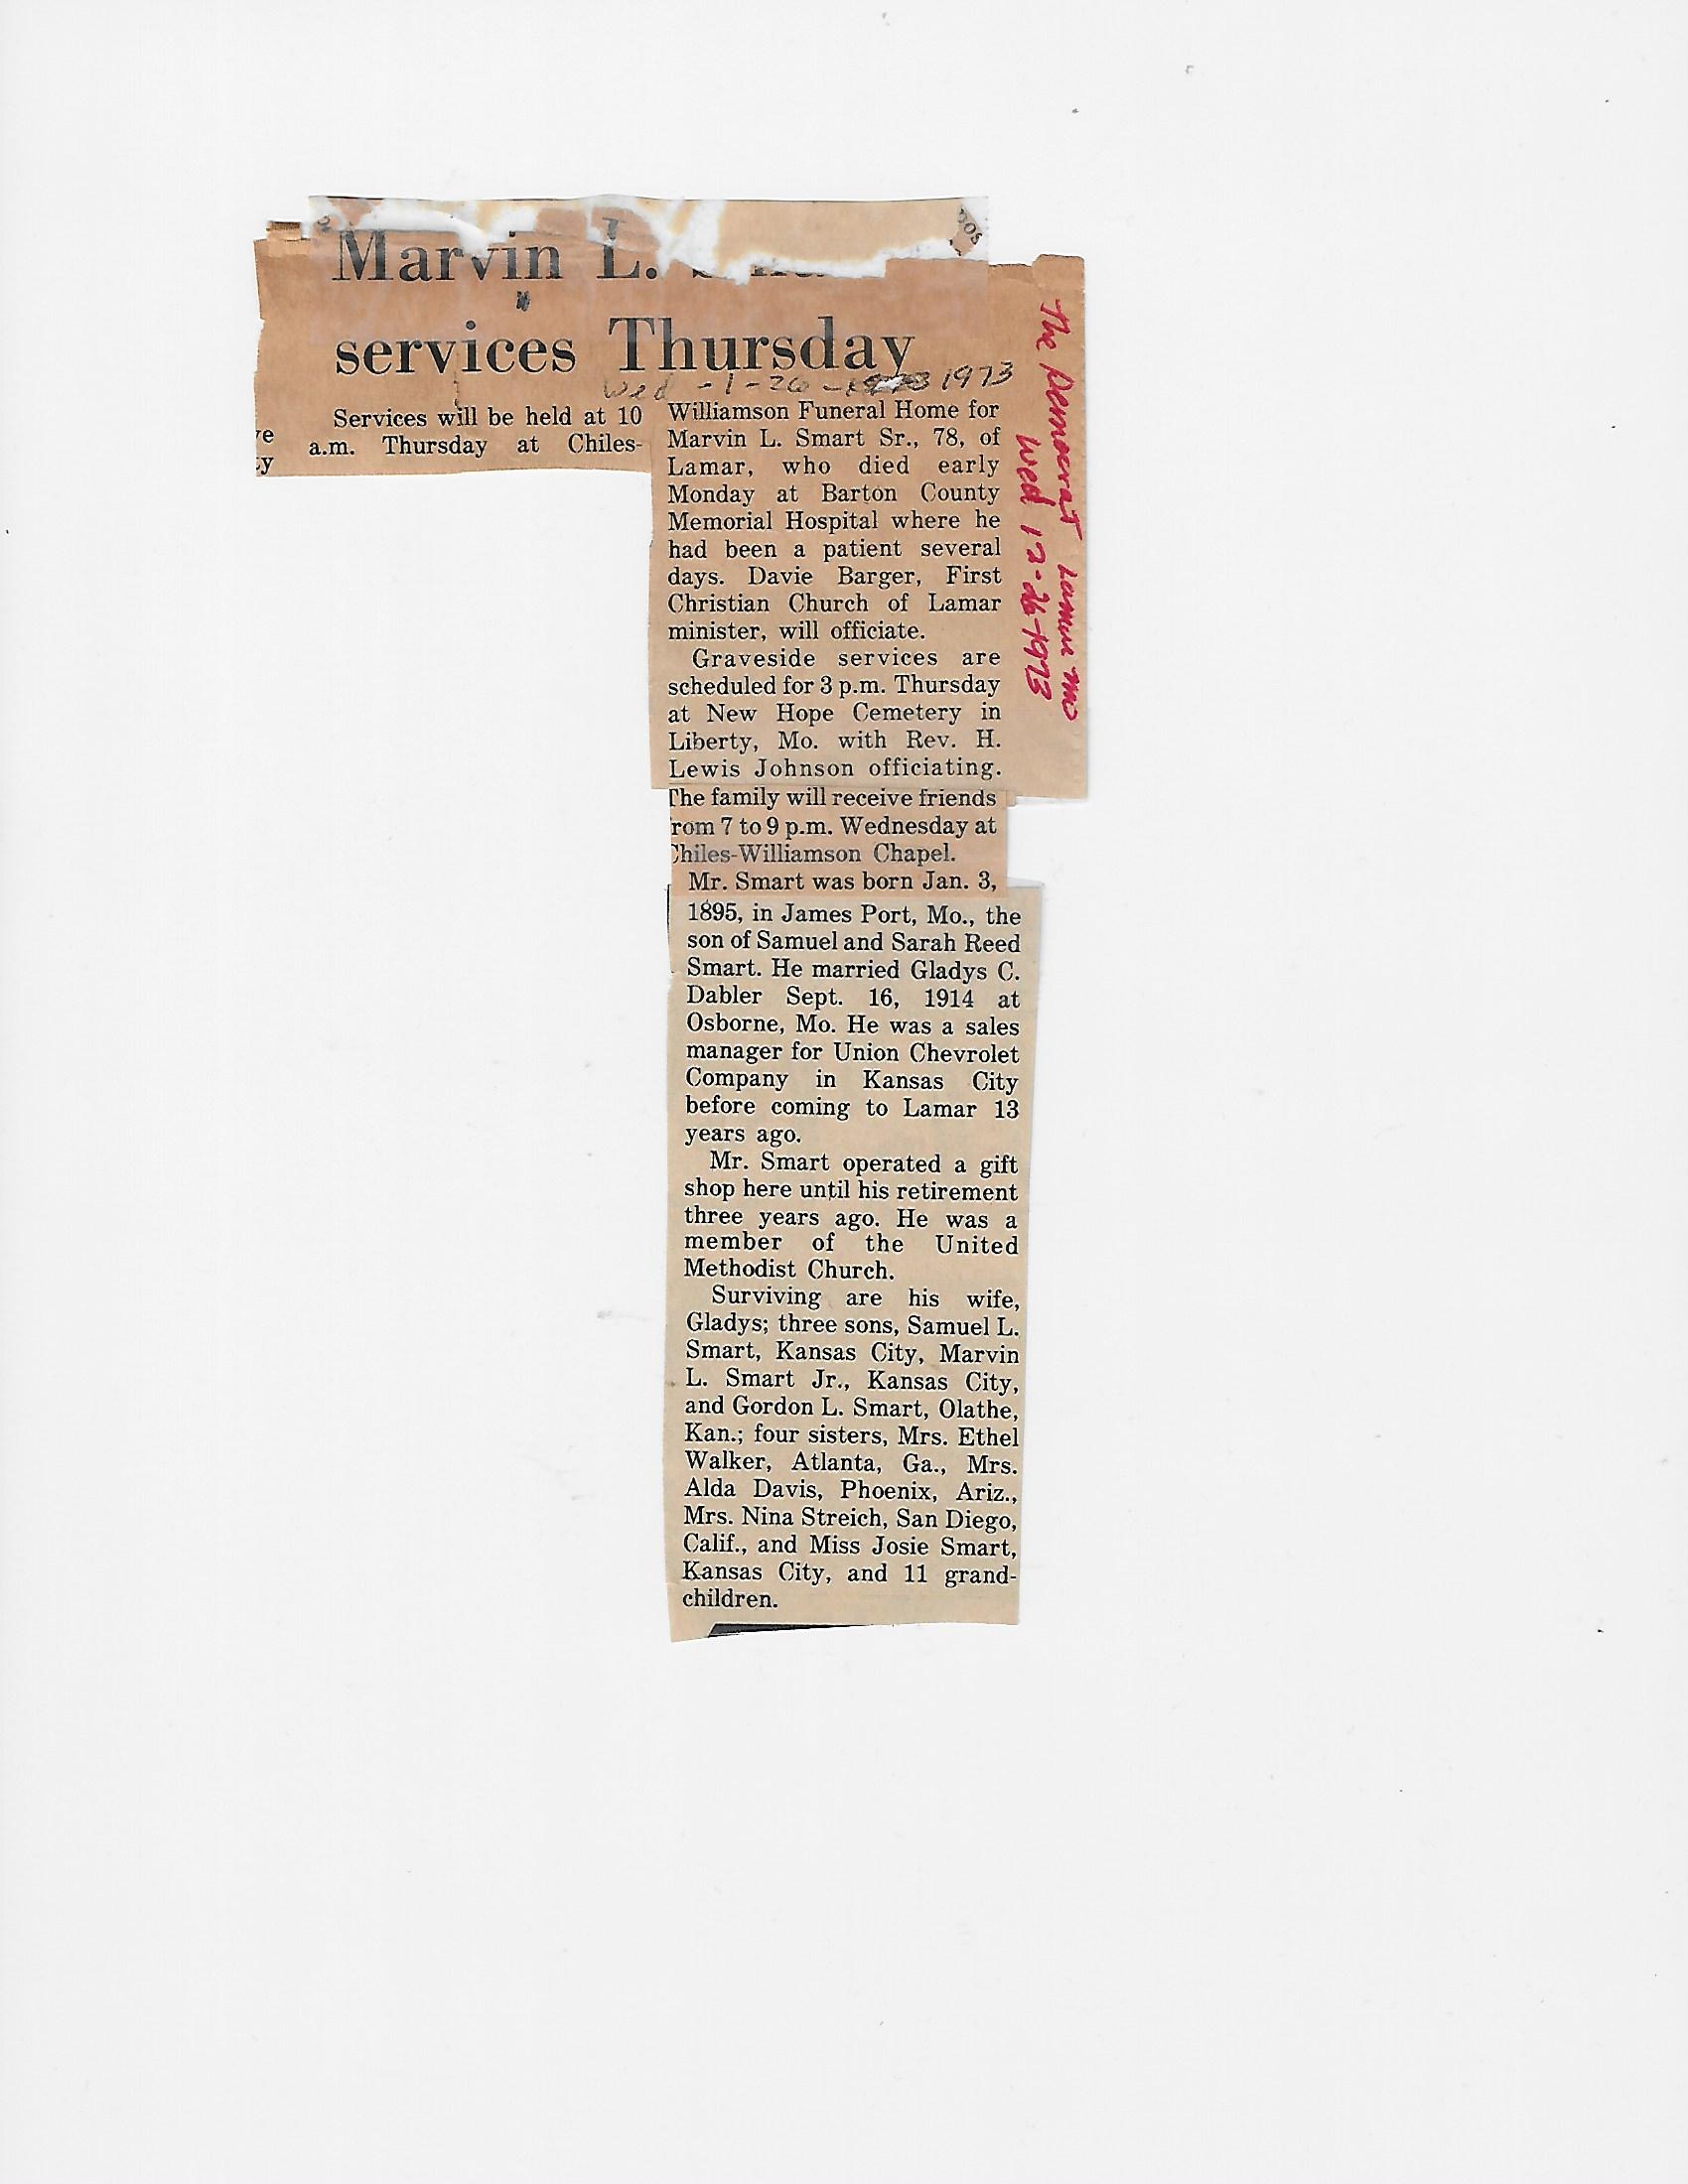 Marvin L.
services Thursday
Wed -1-26- 1973
Services will be held at 10
a.m. Thursday at Chiles-
Williamson Funeral Home for
Marvin L. Smart Sr., 78, of
Lamar, who died early
Monday at Barton County
Memorial Hospital where he
had been a patient several
days. Davie Barger, First
Christian Church of Lamar
minister, will officiate.
Graveside services are
scheduled for 3 p.m. Thursday
at New Hope Cemetery in
Liberty, Mo. with Rev. H.
Lewis Johnson officiating.
The family will receive friends
rom 7 to 9 p.m. Wednesday at
Chiles-Williamson Chapel.
Mr. Smart was born Jan. 3,
1895, in James Port, Mo., the
son of Samuel and Sarah Reed
Smart. He married Gladys C.
Dabler Sept. 16, 1914 at
Osborne, Mo. He was a sales
manager for Union Chevrolet
Company in Kansas City
before coming to Lamar 13
years ago.
Mr. Smart operated a gift
shop here until his retirement
three years ago. He was a
member of the United
Methodist Church.
Surviving are his wife,
Gladys; three sons, Samuel L.
Smart, Kansas City, Marvin
L. Smart Jr., Kansas City,
and Gordon L. Smart, Olathe,
Kan.; four sisters, Mrs. Ethel
Walker, Atlanta, Ga., Mrs.
Alda Davis, Phoenix, Ariz.,
Mrs. Nina Streich, San Diego,
Calif., and Miss Josie Smart,
Kansas City, and 11 grand-
children.
The Democrat Lamar Mo
Wed 12-26-1973